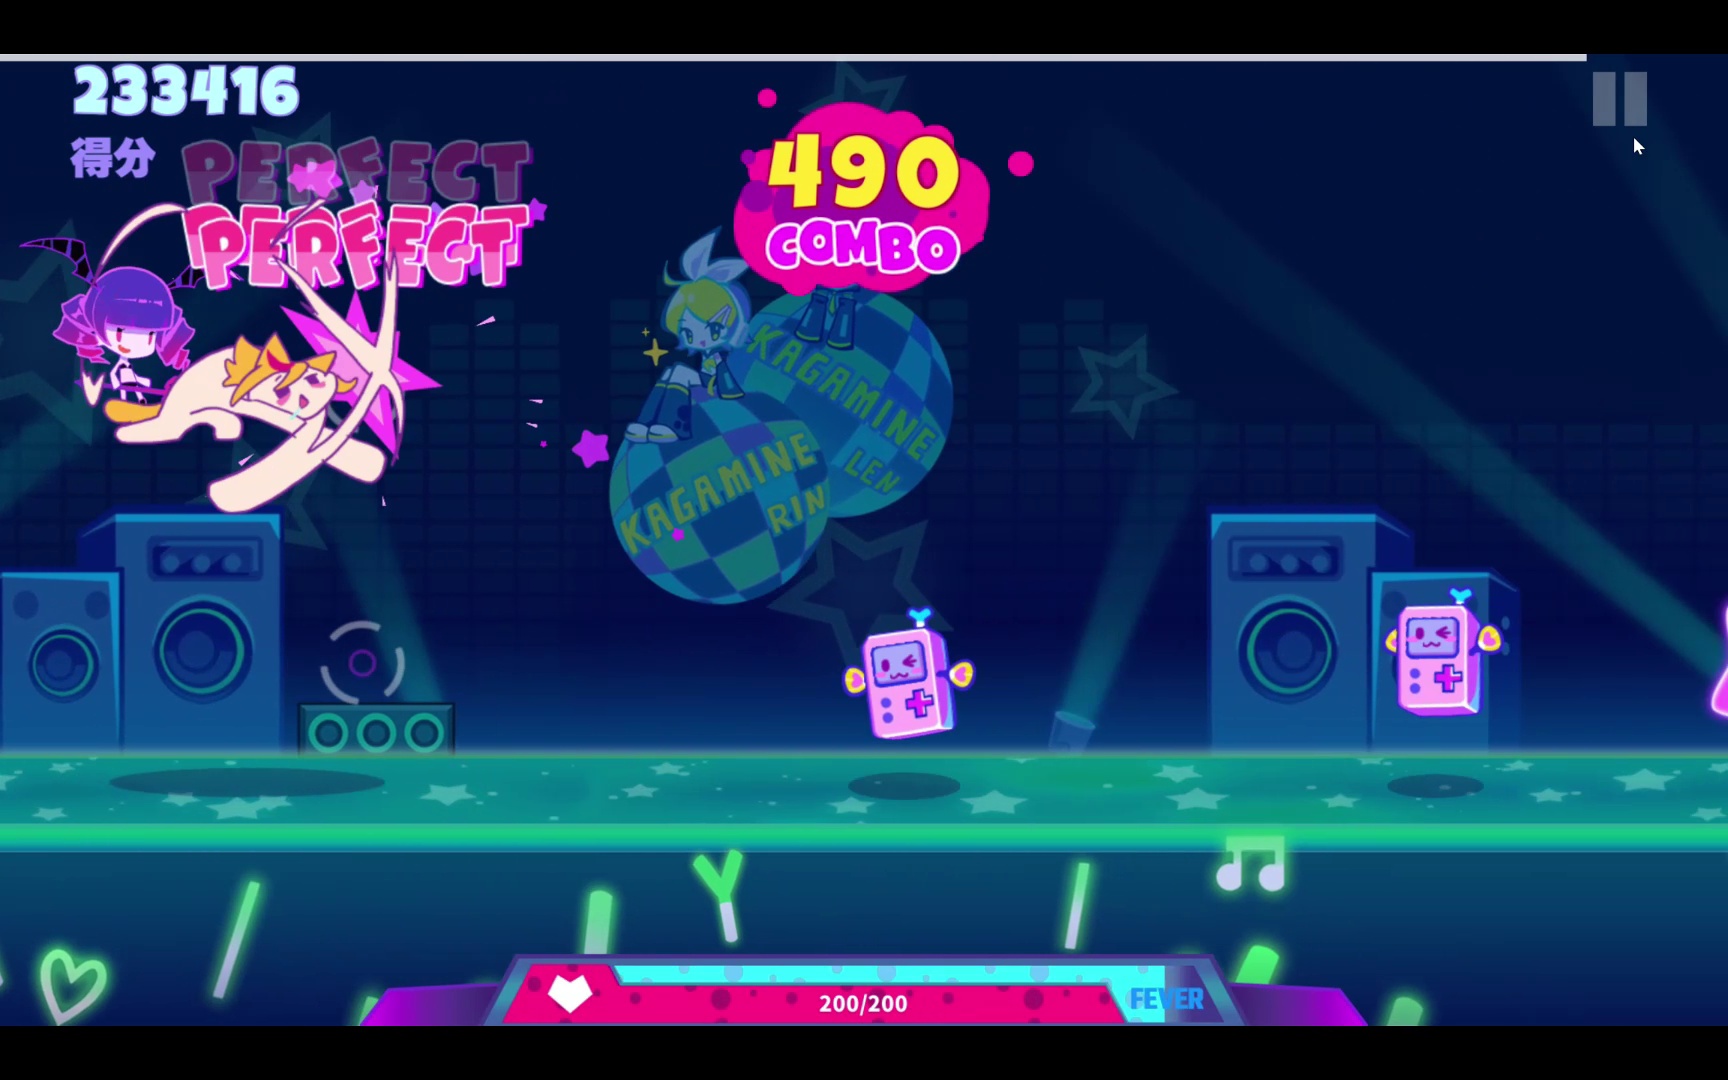 233416
得分
PERFECT
PERFECT
490
COMBO
KAGAMINE
LEN
KAGAMINE
RIN
200/200
FEVER